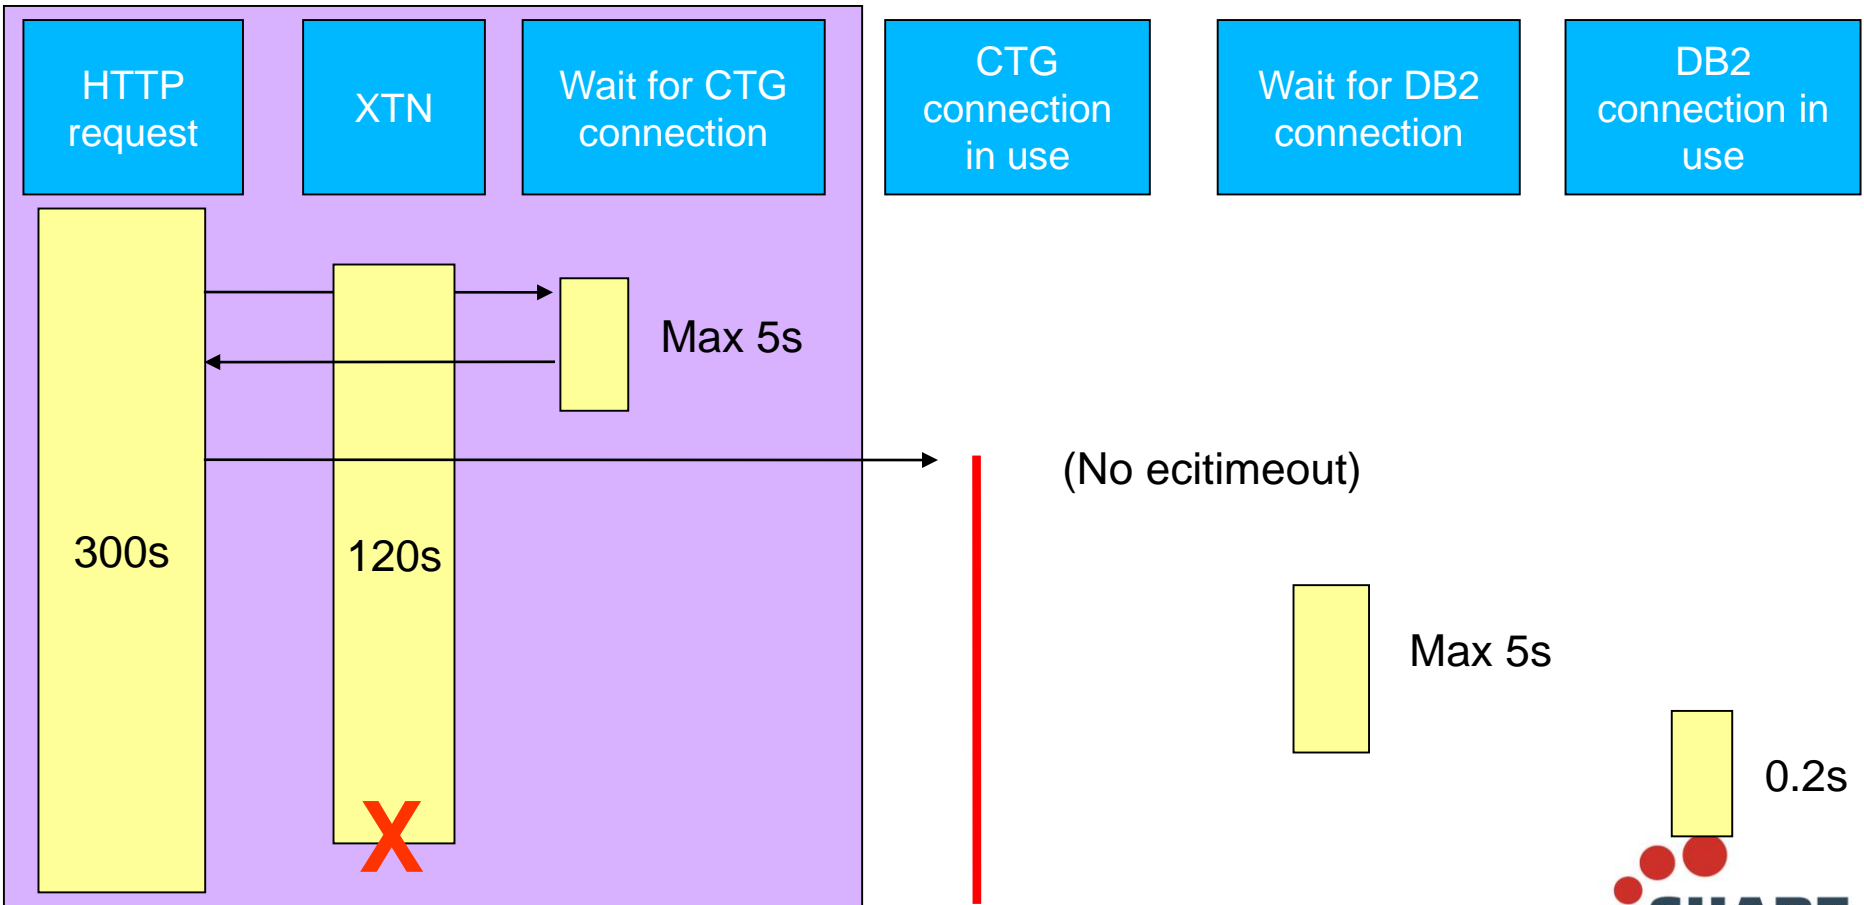 HTTP
request
XTN
Wait for CTG
connection
CTG
connection
in use
Wait for DB2
connection
DB2
connection in
use
Max 5s
(No ecitimeout)
300s
120s
Max 5s
0.2s
X